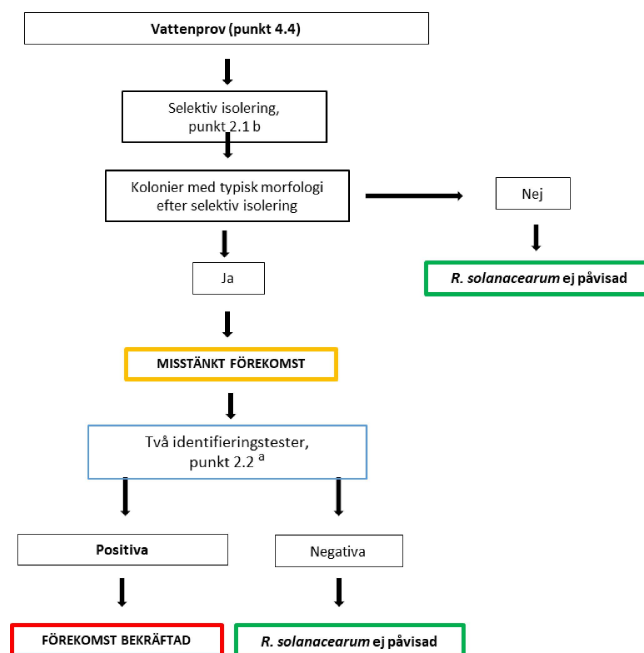 Vattenprov (punkt 4.4)
Selektiv isolering,
punkt 2.1 b
Kolonier med typisk morfologi
efter selektiv isolering
Nej
Ja
R. solanacearum ej påvisad
MISSTÄNKT FÖREKOMST
Två identifieringstester,
punkt 2.2 a
Positiva
Negativa
FÖREKOMST BEKRÄFTAD
R. solanacearum ej påvisad